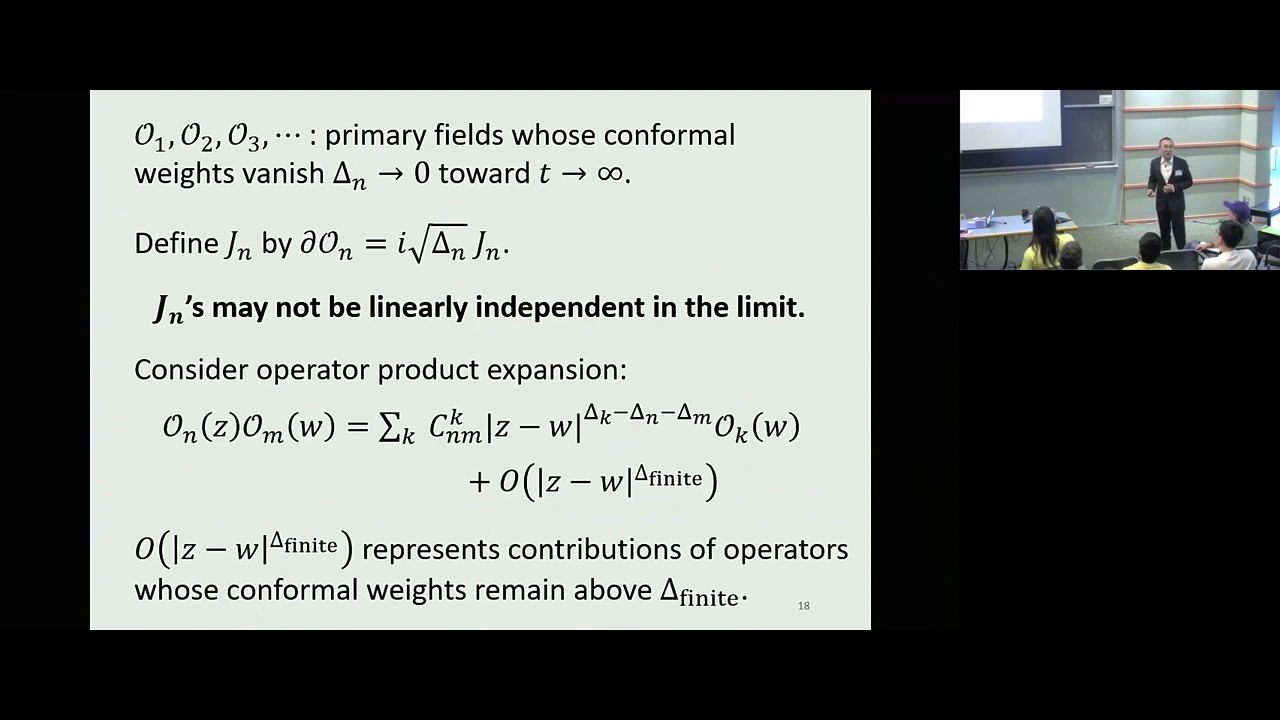 𝒪₁, 𝒪₂, 𝒪₃, ⋯ : primary fields whose conformal
weights vanish Δₙ → 0 toward t → ∞.
Define Jₙ by ∂𝒪ₙ = i√Δₙ Jₙ.
Jₙ’s may not be linearly independent in the limit.
Consider operator product expansion:
𝒪ₙ(z)𝒪ₘ(w) = ∑ₖ Cₙₘᵏ|z − w|^{Δₖ−Δₙ−Δₘ}𝒪ₖ(w)
+ O(|z − w|^{Δfinite})
O(|z − w|^{Δfinite}) represents contributions of operators
whose conformal weights remain above Δfinite.
18